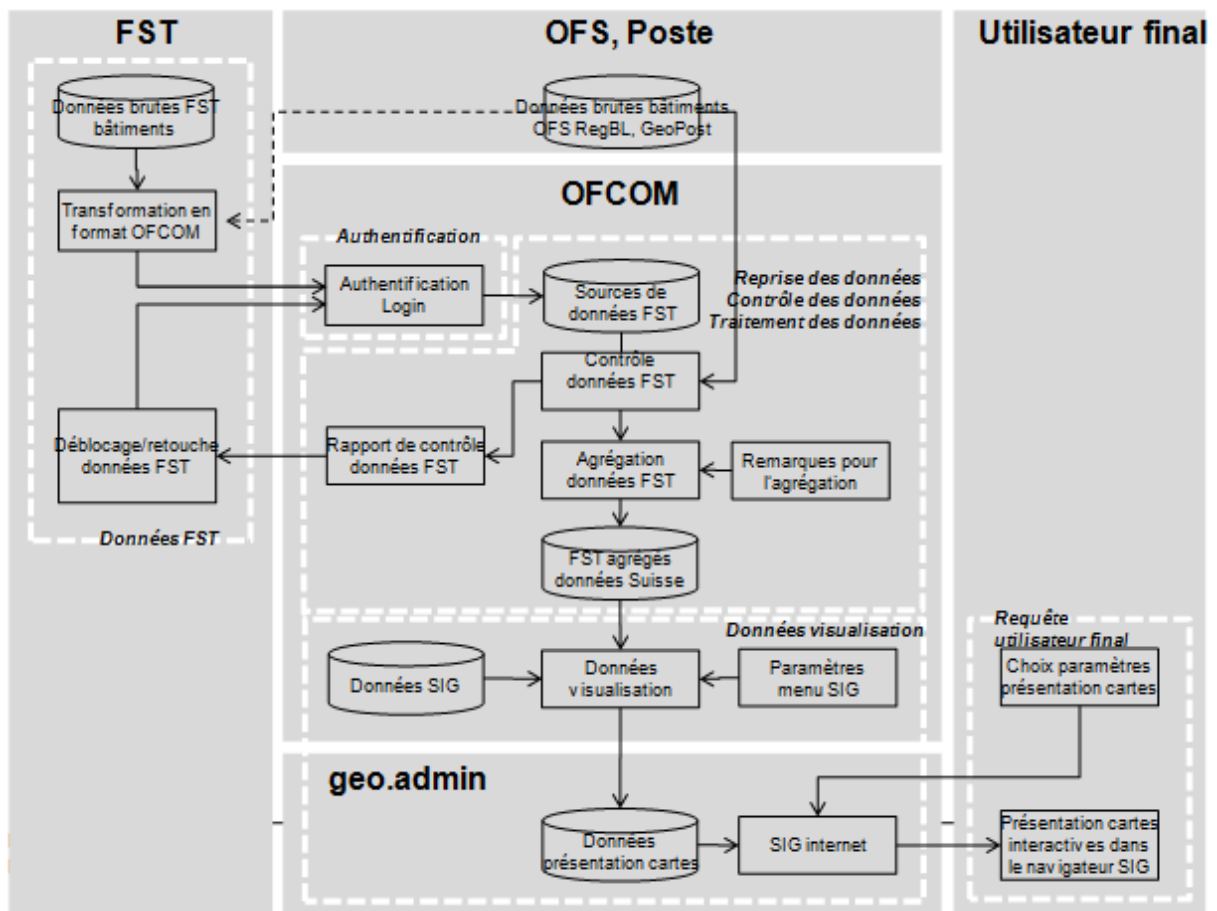 FST
OFS, Poste
Utilisateur final
Données brutes FST
bâtiments
Données brutes bâtiments
OFS RegBL, GeoPost
Transformation en
format OFCOM
OFCOM
Authentification
Authentification
Login
Sources de
données FST
Reprise des données
Contrôle des données
Traitement des données
Contrôle
données FST
Déblocage/retouche
données FST
Rapport de contrôle
données FST
Agrégation
données FST
Remarques pour
l'agrégation
Données FST
FST agrégés
données Suisse
Données visualisation
Requête
utilisateur final
Données SIG
Données
visualisation
Paramètres
menu SIG
Choix paramètres
présentation cartes
geo.admin
Données
présentation cartes
SIG internet
Présentation cartes
interactives dans
le navigateur SIG